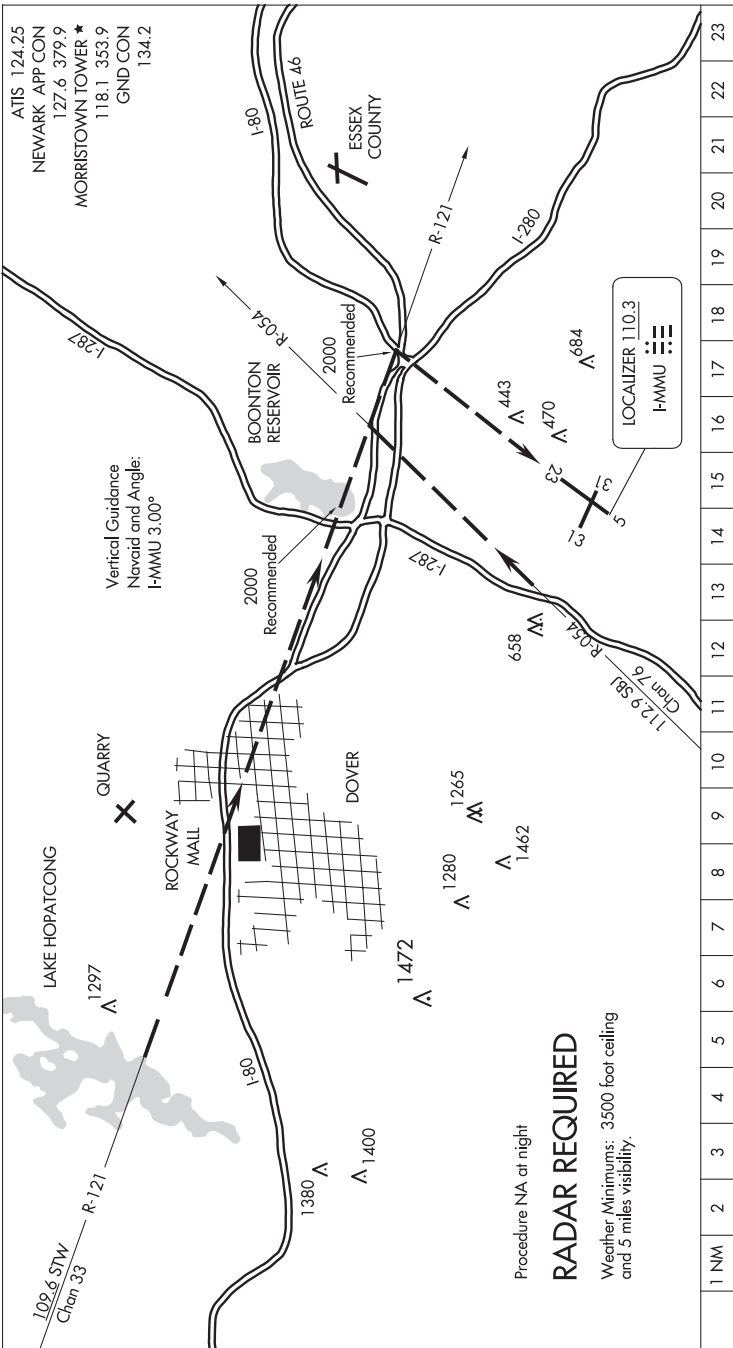 ATIS 124.25
NEWARK APP CON
127.6 379.9
MORRISTOWN TOWER ★
118.1 353.9
GND CON
134.2
109.6 STW
Chan 33
R-121
LAKE HOPATCONG
1297
QUARRY
ROCKWAY
MALL
DOVER
I-80
1380
1400
1472
1280
1462
1265
658
Vertical Guidance
Navaid and Angle:
I-MMU 3.00°
2000
Recommended
BOONTON
RESERVOIR
2000
Recommended
I-287
R-054
I-80
ROUTE 46
ESSEX
COUNTY
R-121
I-280
I-287
R-054
112.9 SBJ
Chan 76
443
470
684
23
31
13
5
LOCALIZER 110.3
I-MMU
Procedure NA at night
RADAR REQUIRED
Weather Minimums: 3500 foot ceiling
and 5 miles visibility.
1 NM 2 3 4 5 6 7 8 9 10 11 12 13 14 15 16 17 18 19 20 21 22 23